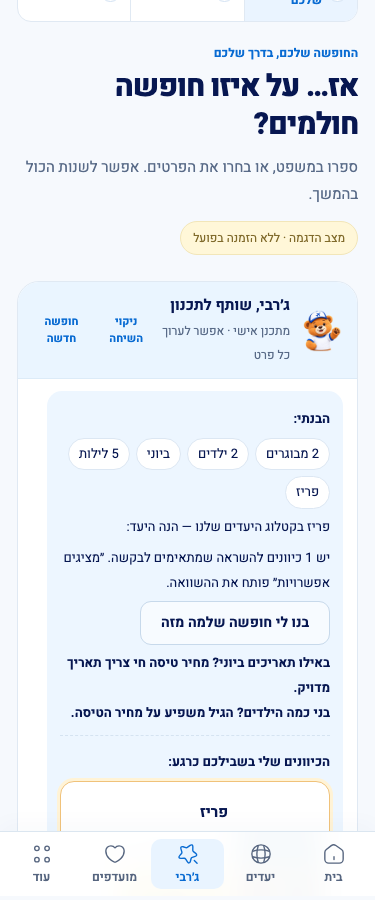 שלכם
החופשה שלכם, בדרך שלכם
אז... על איזו חופשה
חולמים?
ספרו במשפט, או בחרו את הפרטים. אפשר לשנות הכול
בהמשך.
מצב הדגמה · ללא הזמנה בפועל
ג׳רבי, שותף לתכנון
מתכנן אישי · אפשר לערוך
כל פרט
ניקוי
השיחה
חופשה
חדשה
הבנתי:
2 מבוגרים
2 ילדים
ביוני
5 לילות
פריז
פריז בקטלוג היעדים שלנו — הנה היעד:
יש 1 כיוונים להשראה שמתאימים לבקשה. ״מציגים
אפשרויות״ פותח את ההשוואה.
בנו לי חופשה שלמה מזה
באילו תאריכים ביוני? מחיר טיסה חי צריך תאריך
מדויק.
בני כמה הילדים? הגיל משפיע על מחיר הטיסה.
הכיוונים שלי בשבילכם כרגע:
פריז
בית
יעדים
ג׳רבי
מועדפים
עוד